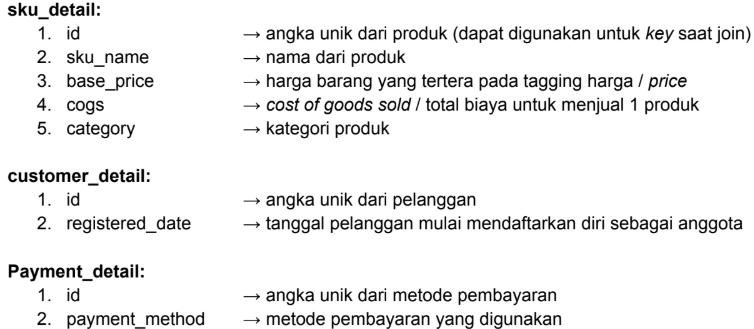 sku_detail:
1. id → angka unik dari produk (dapat digunakan untuk key saat join)
2. sku_name → nama dari produk
3. base_price → harga barang yang tertera pada tagging harga / price
4. cogs → cost of goods sold / total biaya untuk menjual 1 produk
5. category → kategori produk
customer_detail:
1. id → angka unik dari pelanggan
2. registered_date → tanggal pelanggan mulai mendaftarkan diri sebagai anggota
Payment_detail:
1. id → angka unik dari metode pembayaran
2. payment_method → metode pembayaran yang digunakan